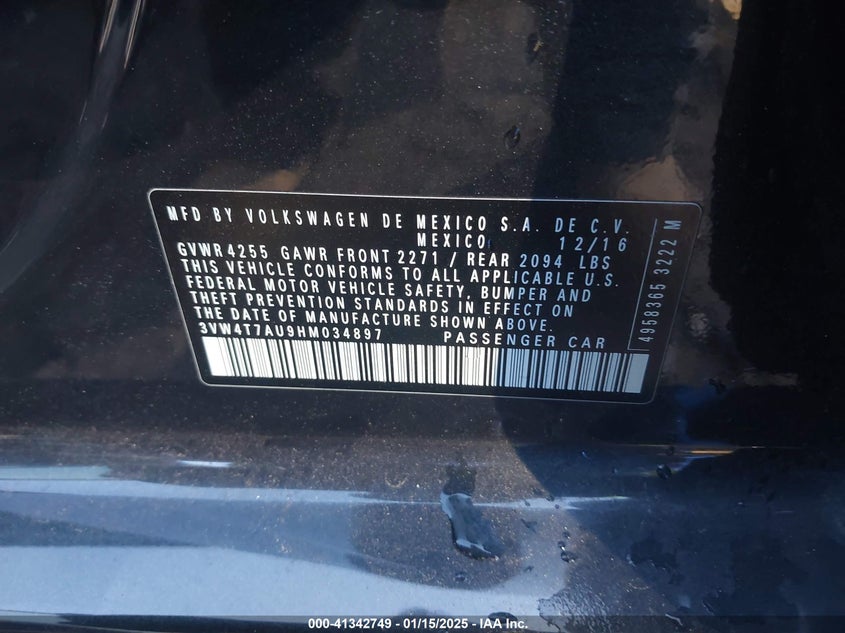 MFD BY VOLKSWAGEN DE MEXICO S.A. DE C.V.
MEXICO 12/16
GVWR 4255 GAWR FRONT 2271 / REAR 2094 LBS
THIS VEHICLE CONFORMS TO ALL APPLICABLE U.S.
FEDERAL MOTOR VEHICLE SAFETY, BUMPER AND
THEFT PREVENTION STANDARDS IN EFFECT ON
THE DATE OF MANUFACTURE SHOWN ABOVE.
3VW4T7AU9HM034897 PASSENGER CAR
4958365 3222 M
000-41342749 — 01/15/2025 — IAA Inc.